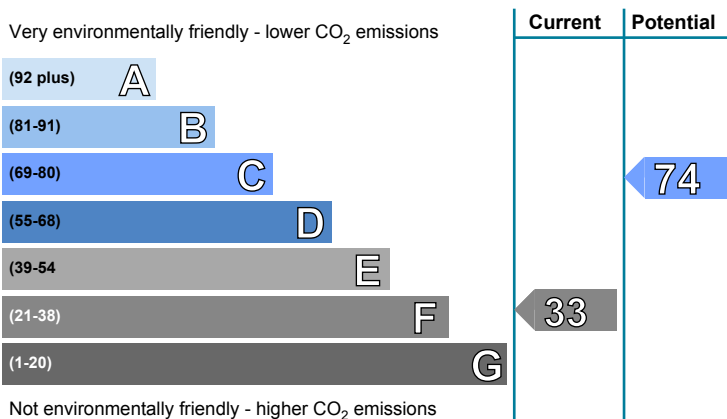 Current Potential
Very environmentally friendly - lower CO2 emissions
(92 plus) A
(81-91) B
(69-80) C
74
(55-68) D
(39-54 E
(21-38) F
33
(1-20) G
Not environmentally friendly - higher CO2 emissions